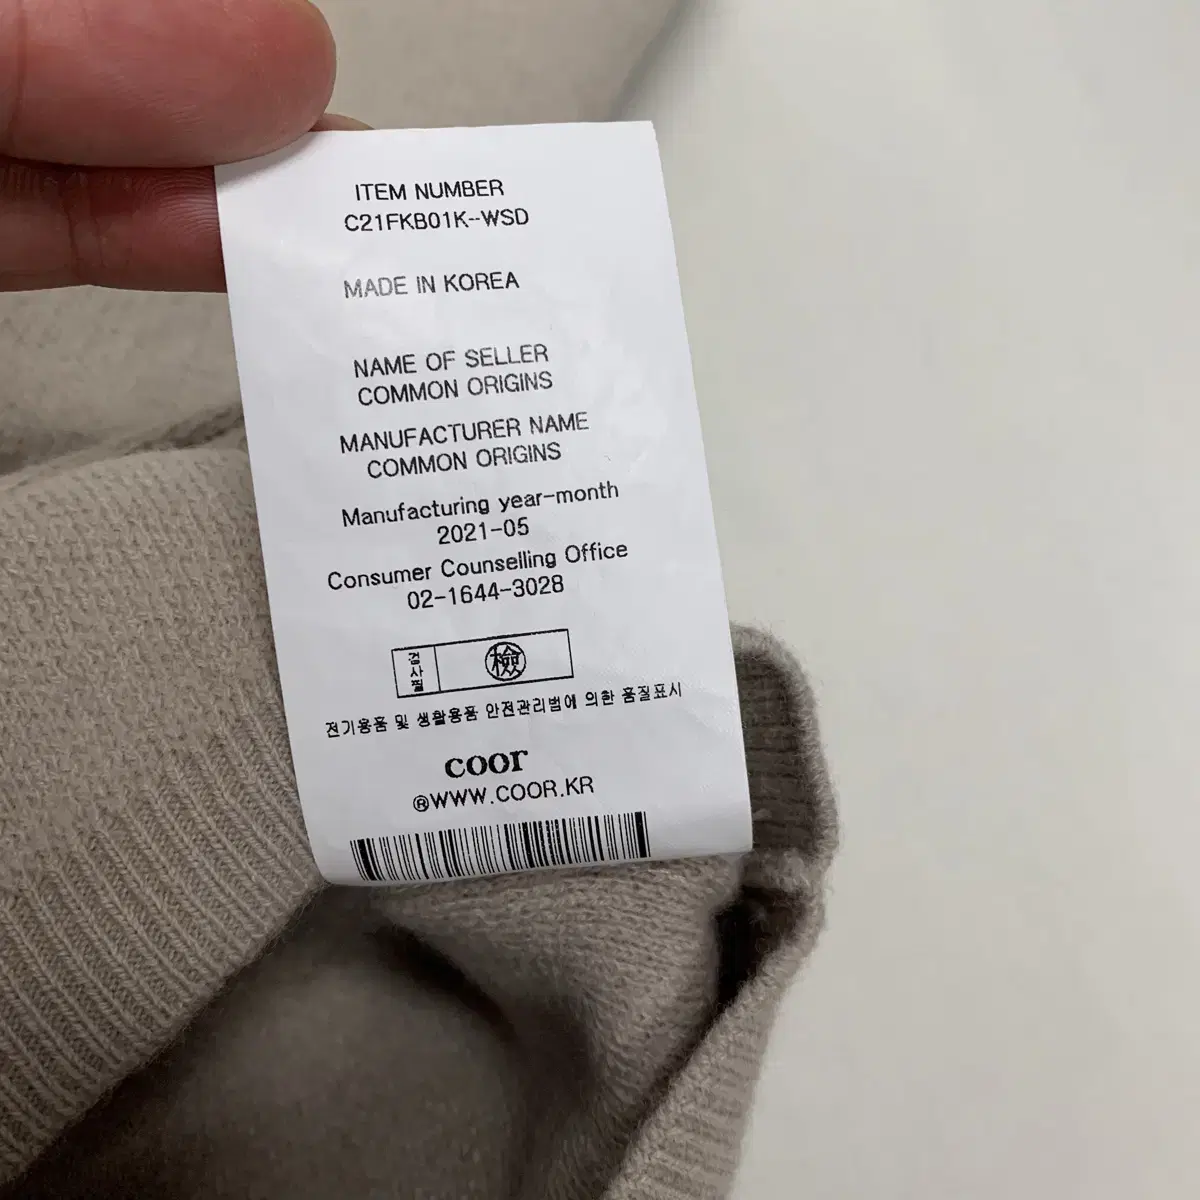 ITEM NUMBER
C21FKB01K--WSD
MADE IN KOREA
NAME OF SELLER
COMMON ORIGINS
MANUFACTURER NAME
COMMON ORIGINS
Manufacturing year-month
2021-05
Consumer Counselling Office
02-1644-3028
검사필 檢
전기용품 및 생활용품 안전관리법에 의한 품질표시
coor
®WWW.COOR.KR